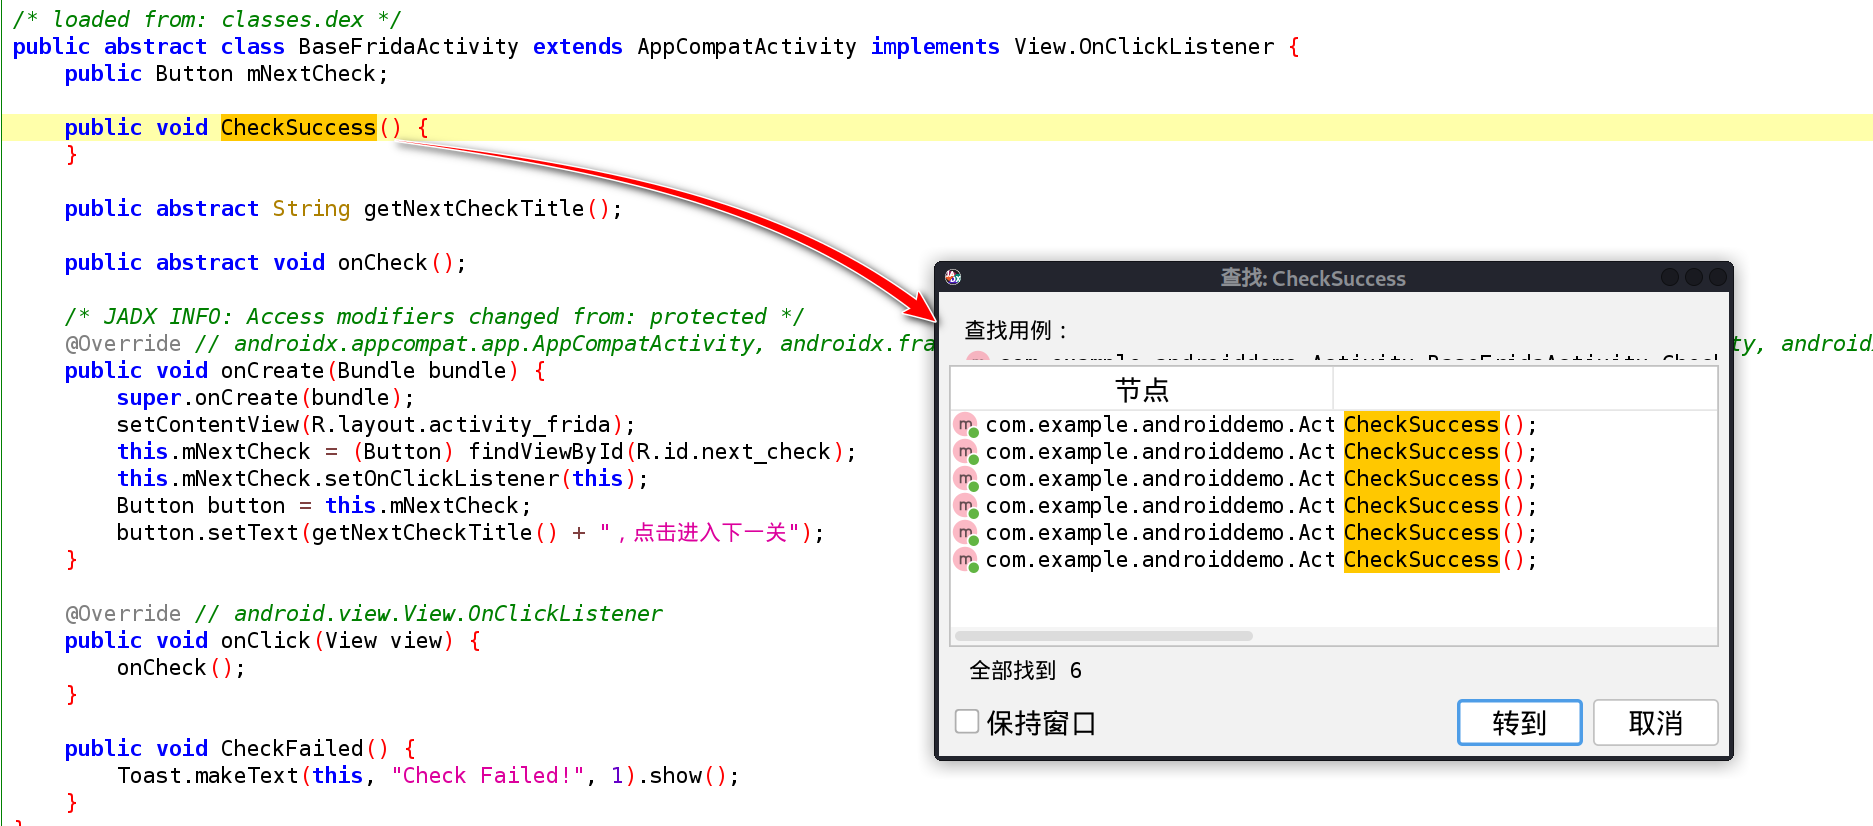 /* loaded from: classes.dex */
public abstract class BaseFridaActivity extends AppCompatActivity implements View.OnClickListener {
public Button mNextCheck;
public void CheckSuccess() {
}
public abstract String getNextCheckTitle();
public abstract void onCheck();
/* JADX INFO: Access modifiers changed from: protected */
@Override // androidx.appcompat.app.AppCompatActivity, androidx.fra
ty, android
public void onCreate(Bundle bundle) {
super.onCreate(bundle);
setContentView(R.layout.activity_frida);
this.mNextCheck = (Button) findViewById(R.id.next_check);
this.mNextCheck.setOnClickListener(this);
Button button = this.mNextCheck;
button.setText(getNextCheckTitle() + "，点击进入下一关");
}
@Override // android.view.View.OnClickListener
public void onClick(View view) {
onCheck();
}
public void CheckFailed() {
Toast.makeText(this, "Check Failed!", 1).show();
}
查找: CheckSuccess
查找用例：
com.example.androiddemo.Activity.BaseFridaActivity.Chec
节点
com.example.androiddemo.Act CheckSuccess();
com.example.androiddemo.Act CheckSuccess();
com.example.androiddemo.Act CheckSuccess();
com.example.androiddemo.Act CheckSuccess();
com.example.androiddemo.Act CheckSuccess();
com.example.androiddemo.Act CheckSuccess();
全部找到 6
保持窗口
转到
取消